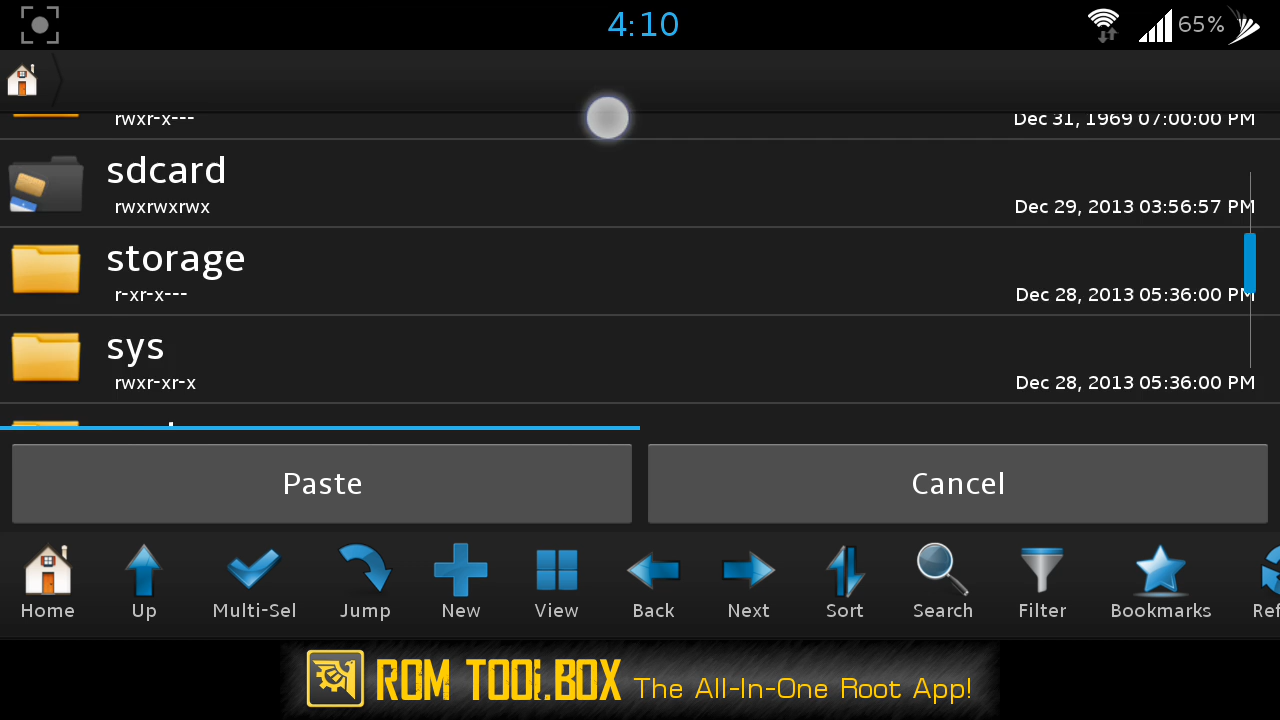 4:10
65%
rwxr-x---
Dec 31, 1969 07:00:00 PM
sdcard
rwxrwxrwx
Dec 29, 2013 03:56:57 PM
storage
r-xr-x---
Dec 28, 2013 05:36:00 PM
sys
rwxr-xr-x
Dec 28, 2013 05:36:00 PM
Paste
Cancel
Home
Up
Multi-Sel
Jump
New
View
Back
Next
Sort
Search
Filter
Bookmarks
Ref
ROM TOOLBOX The All-In-One Root App!